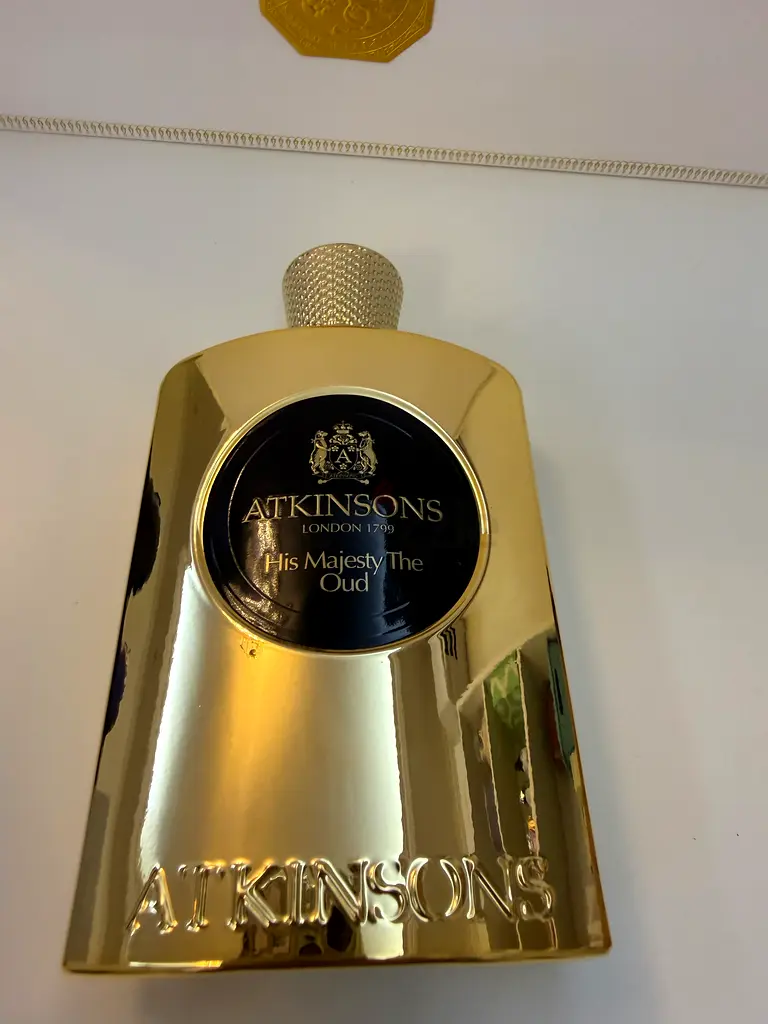 A
ATKINSONS
LONDON 1799
His Majesty The
Oud
ATKINSONS